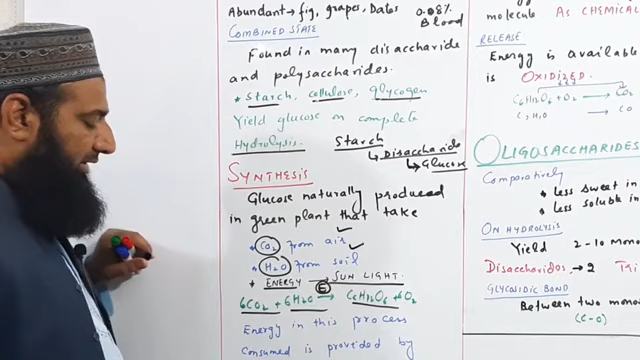 Abundant → fig, grapes, Dates 0.08%
Blood
COMBINED STATE
Found in many disaccharide
and polysaccharides.
* Starch, cellulose, glycogen
Yield glucose on complete
Hydrolysis.
Starch
↳ Disaccharide
↳ Glucose
SYNTHESIS
Glucose naturally produced
in green plant that take
• CO2 from air
• H2O from soil
* ENERGY → SUN LIGHT.
E
6CO2 + 6H2O → C6H12O6 + O2
Energy in this process
Consumed is provided by
molecule AS CHEMICAL
RELEASE
Energy is available
is OXIDIZED.
C6H12O6 + O2 → CO2
→ CO
OLIGOSACCHARIDES
Comparatively
• less sweet in
• less soluble in
ON HYDROLYSIS
Yield 2-10 Mono
Disaccharides → 2 Tri
GLYCOSIDIC BOND
Between two mono
(C-O)